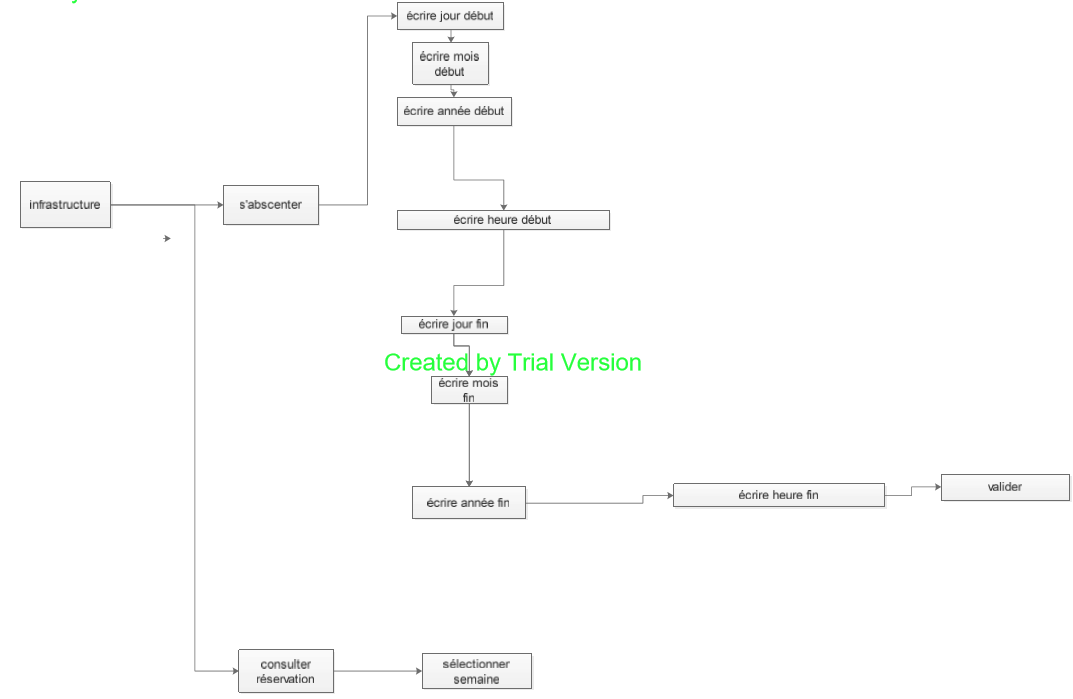 écrire jour début
écrire mois
début
écrire année début
infrastructure
s'abscenter
écrire heure début
écrire jour fin
Created by Trial Version
écrire mois
fin
écrire année fin
écrire heure fin
valider
consulter
réservation
sélectionner
semaine